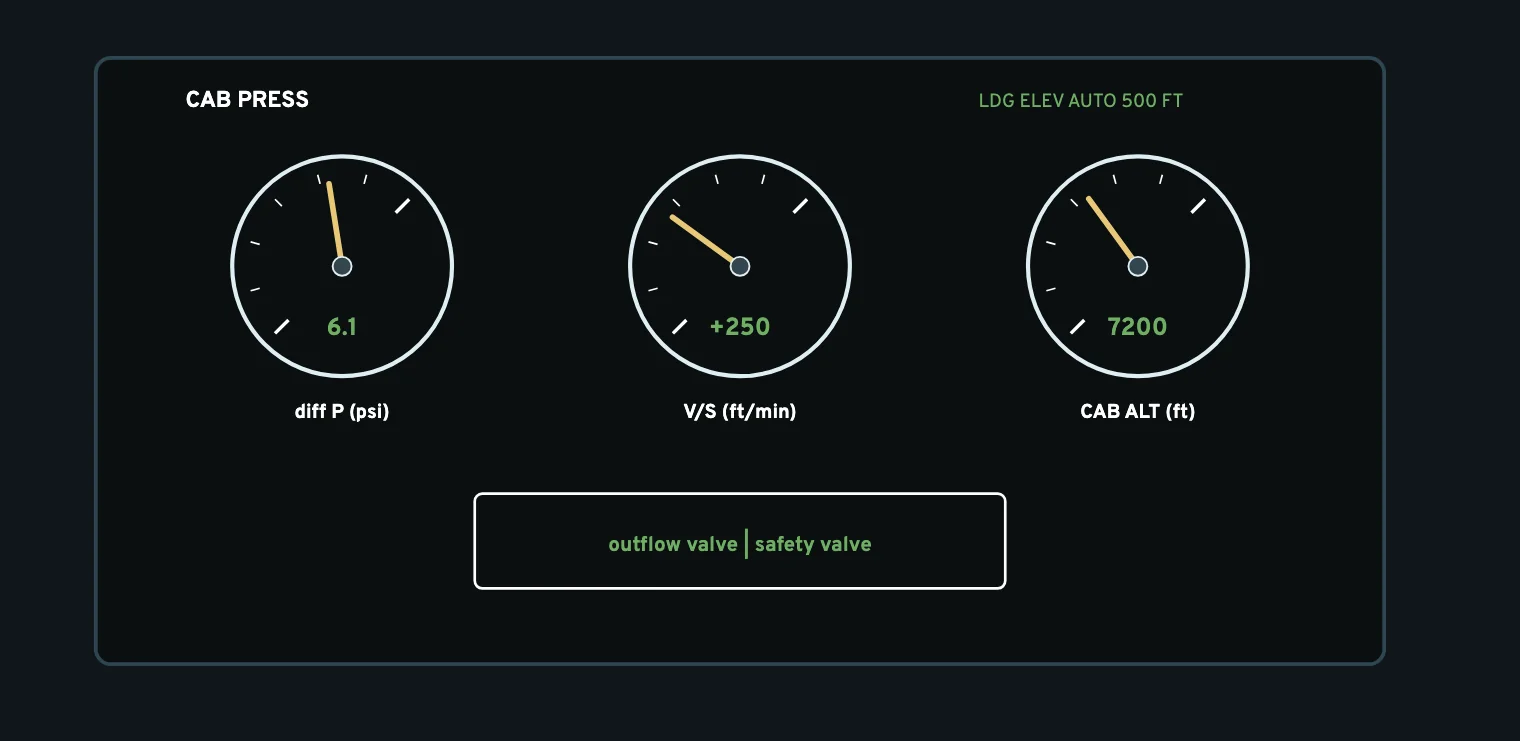 CAB PRESS
LDG ELEV AUTO 500 FT
6.1
+250
7200
diff P (psi)
V/S (ft/min)
CAB ALT (ft)
outflow valve | safety valve